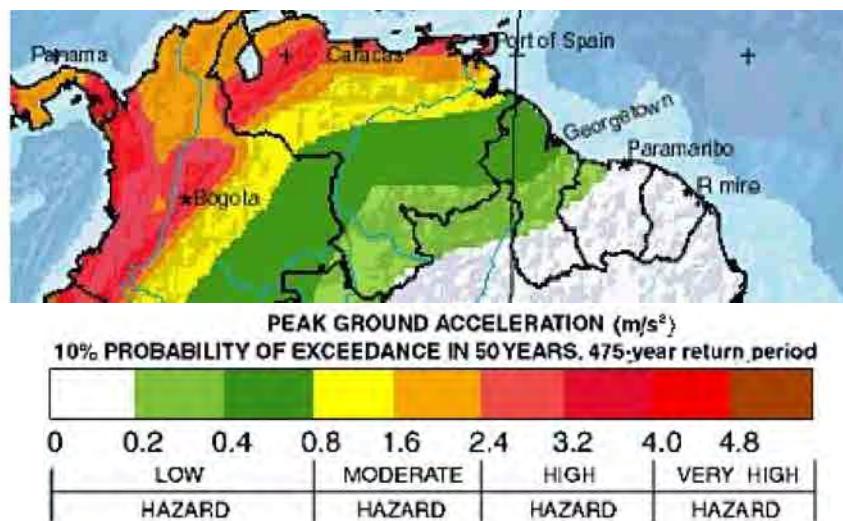 Panama
Caracas
Port of Spain
Georgetown
Paramaribo
R mire
Bogota
PEAK GROUND ACCELERATION (m/s²)
10% PROBABILITY OF EXCEEDANCE IN 50 YEARS, 475-year return period
0 0.2 0.4 0.8 1.6 2.4 3.2 4.0 4.8
LOW MODERATE HIGH VERY HIGH
HAZARD HAZARD HAZARD HAZARD